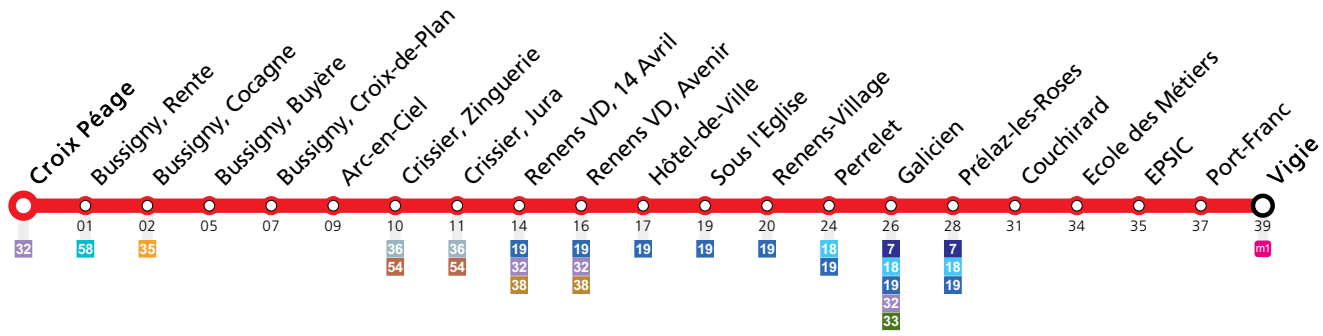 Croix Péage
Bussigny, Rente
Bussigny, Cocagne
Bussigny, Buyère
Bussigny, Croix-de-Plan
Arc-en-Ciel
Crissier, Zinguerie
Crissier, Jura
Renens VD, 14 Avril
Renens VD, Avenir
Hôtel-de-Ville
Sous l'Eglise
Renens-Village
Perrelet
Galicien
Prélaz-les-Roses
Couchirard
Ecole des Métiers
EPSIC
Port-Franc
Vigie
01 02 05 07 09 10 11 14 16 17 19 20 24 26 28 31 34 35 37 39
32 58 35 36 36 19 19 19 19 19 18 7 7 m1
54 54 32 32 19 18 18
38 38 19 19
32
33